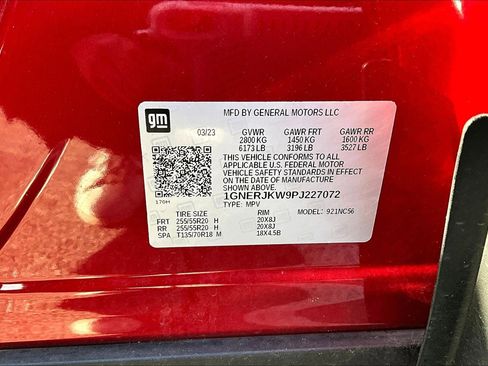 gm
MFD BY GENERAL MOTORS LLC
03/23 GVWR GAWR FRT GAWR RR
2800 KG 1450 KG 1600 KG
6173 LB 3196 LB 3527 LB
THIS VEHICLE CONFORMS TO ALL
APPLICABLE U.S. FEDERAL MOTOR
VEHICLE SAFETY STANDARDS IN EFFECT
ON THE DATE OF MANUFACTURE
SHOWN ABOVE.
1GNERJKW9PJ227072
170H TYPE: MPV
TIRE SIZE RIM MODEL: 921NC56
FRT 255/55R20 H 20X8J
RR 255/55R20 H 20X8J
SPA T135/70R18 M 18X4.5B